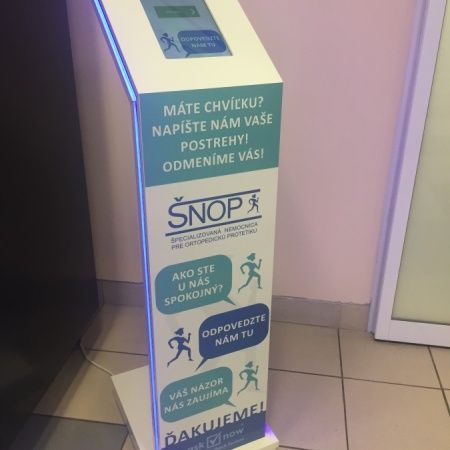 ODPOVEDZTE
NÁM TU
MÁTE CHVÍĽKU?
NAPÍŠTE NÁM VAŠE
POSTREHY!
ODMENÍME VÁS!
ŠNOP
ŠPECIALIZOVANÁ NEMOCNICA
PRE ORTOPEDICKÚ PROTETIKU
AKO STE
U NÁS
SPOKOJNÝ?
ODPOVEDZTE
NÁM TU
VÁŠ NÁZOR
NÁS ZAUJÍMA
ĎAKUJEME!
now